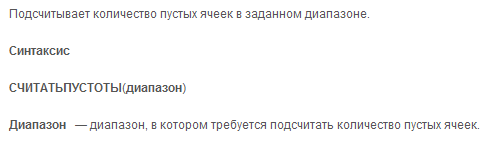 Подсчитывает количество пустых ячеек в заданном диапазоне.
Синтаксис
СЧИТАТЬПУСТОТЫ(диапазон)
Диапазон — диапазон, в котором требуется подсчитать количество пустых ячеек.